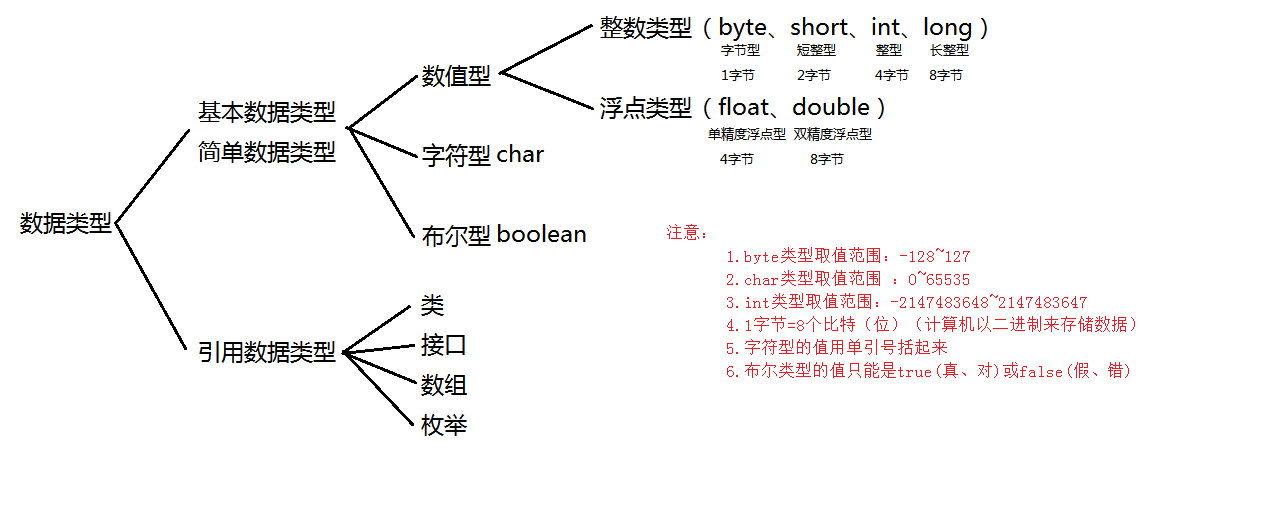 数据类型
基本数据类型
简单数据类型
数值型
整数类型（byte、short、int、long）
字节型 短整型 整型 长整型
1字节 2字节 4字节 8字节
浮点类型（float、double）
单精度浮点型 双精度浮点型
4字节 8字节
字符型 char
布尔型 boolean
引用数据类型
类
接口
数组
枚举
注意：
1.byte类型取值范围：-128~127
2.char类型取值范围 ：0~65535
3.int类型取值范围：-2147483648~2147483647
4.1字节=8个比特（位）（计算机以二进制来存储数据）
5.字符型的值用单引号括起来
6.布尔类型的值只能是true(真、对)或false(假、错)